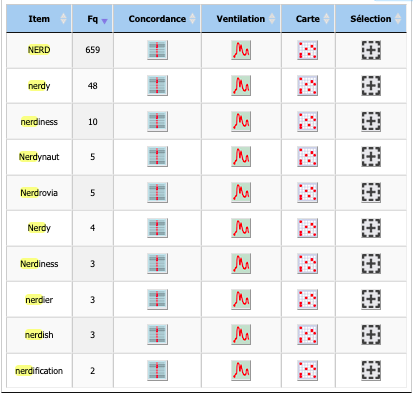 Item Fq Concordance Ventilation Carte Sélection
NERD 659
nerdy 48
nerdiness 10
Nerdynaut 5
Nerdrovia 5
Nerdy 4
Nerdiness 3
nerdier 3
nerdish 3
nerdification 2